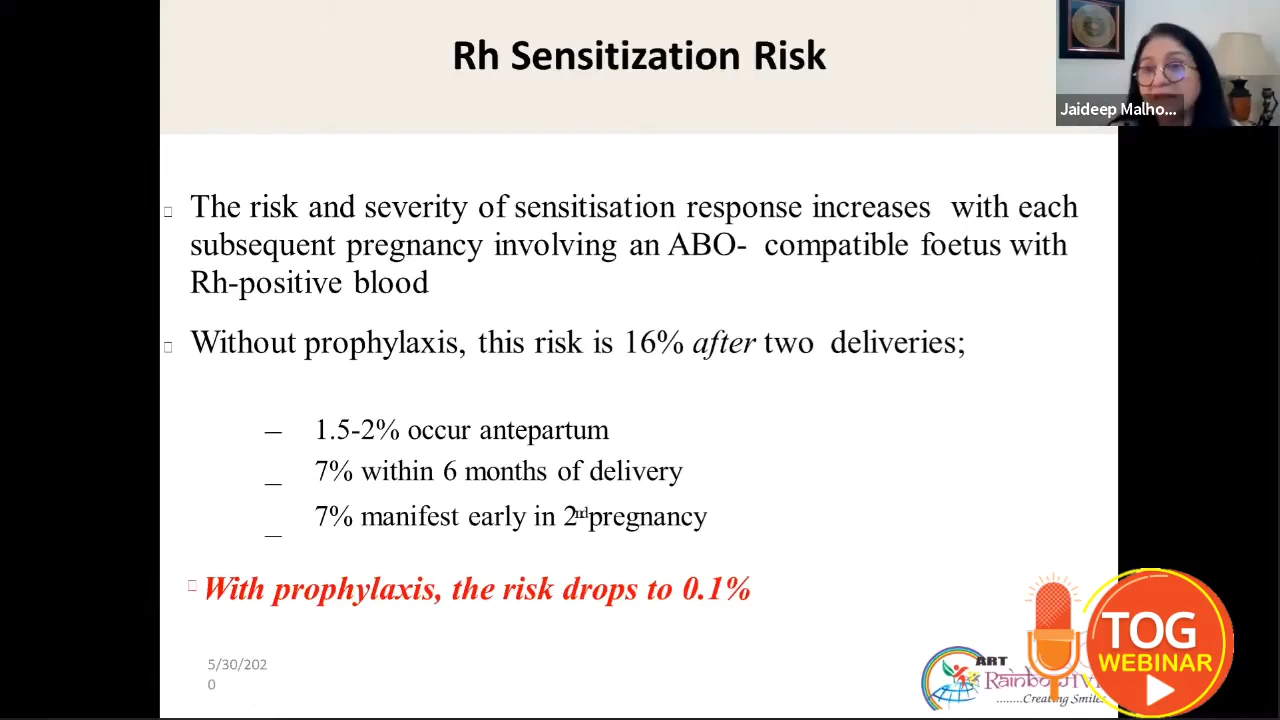 Rh Sensitization Risk
Jaideep Malho...
The risk and severity of sensitisation response increases with each
subsequent pregnancy involving an ABO- compatible foetus with
Rh-positive blood
Without prophylaxis, this risk is 16% after two deliveries;
– 1.5-2% occur antepartum
– 7% within 6 months of delivery
– 7% manifest early in 2nd pregnancy
With prophylaxis, the risk drops to 0.1%
5/30/202
0
ART
Rainbow IV
........Creating Smiles
TOG
WEBINAR